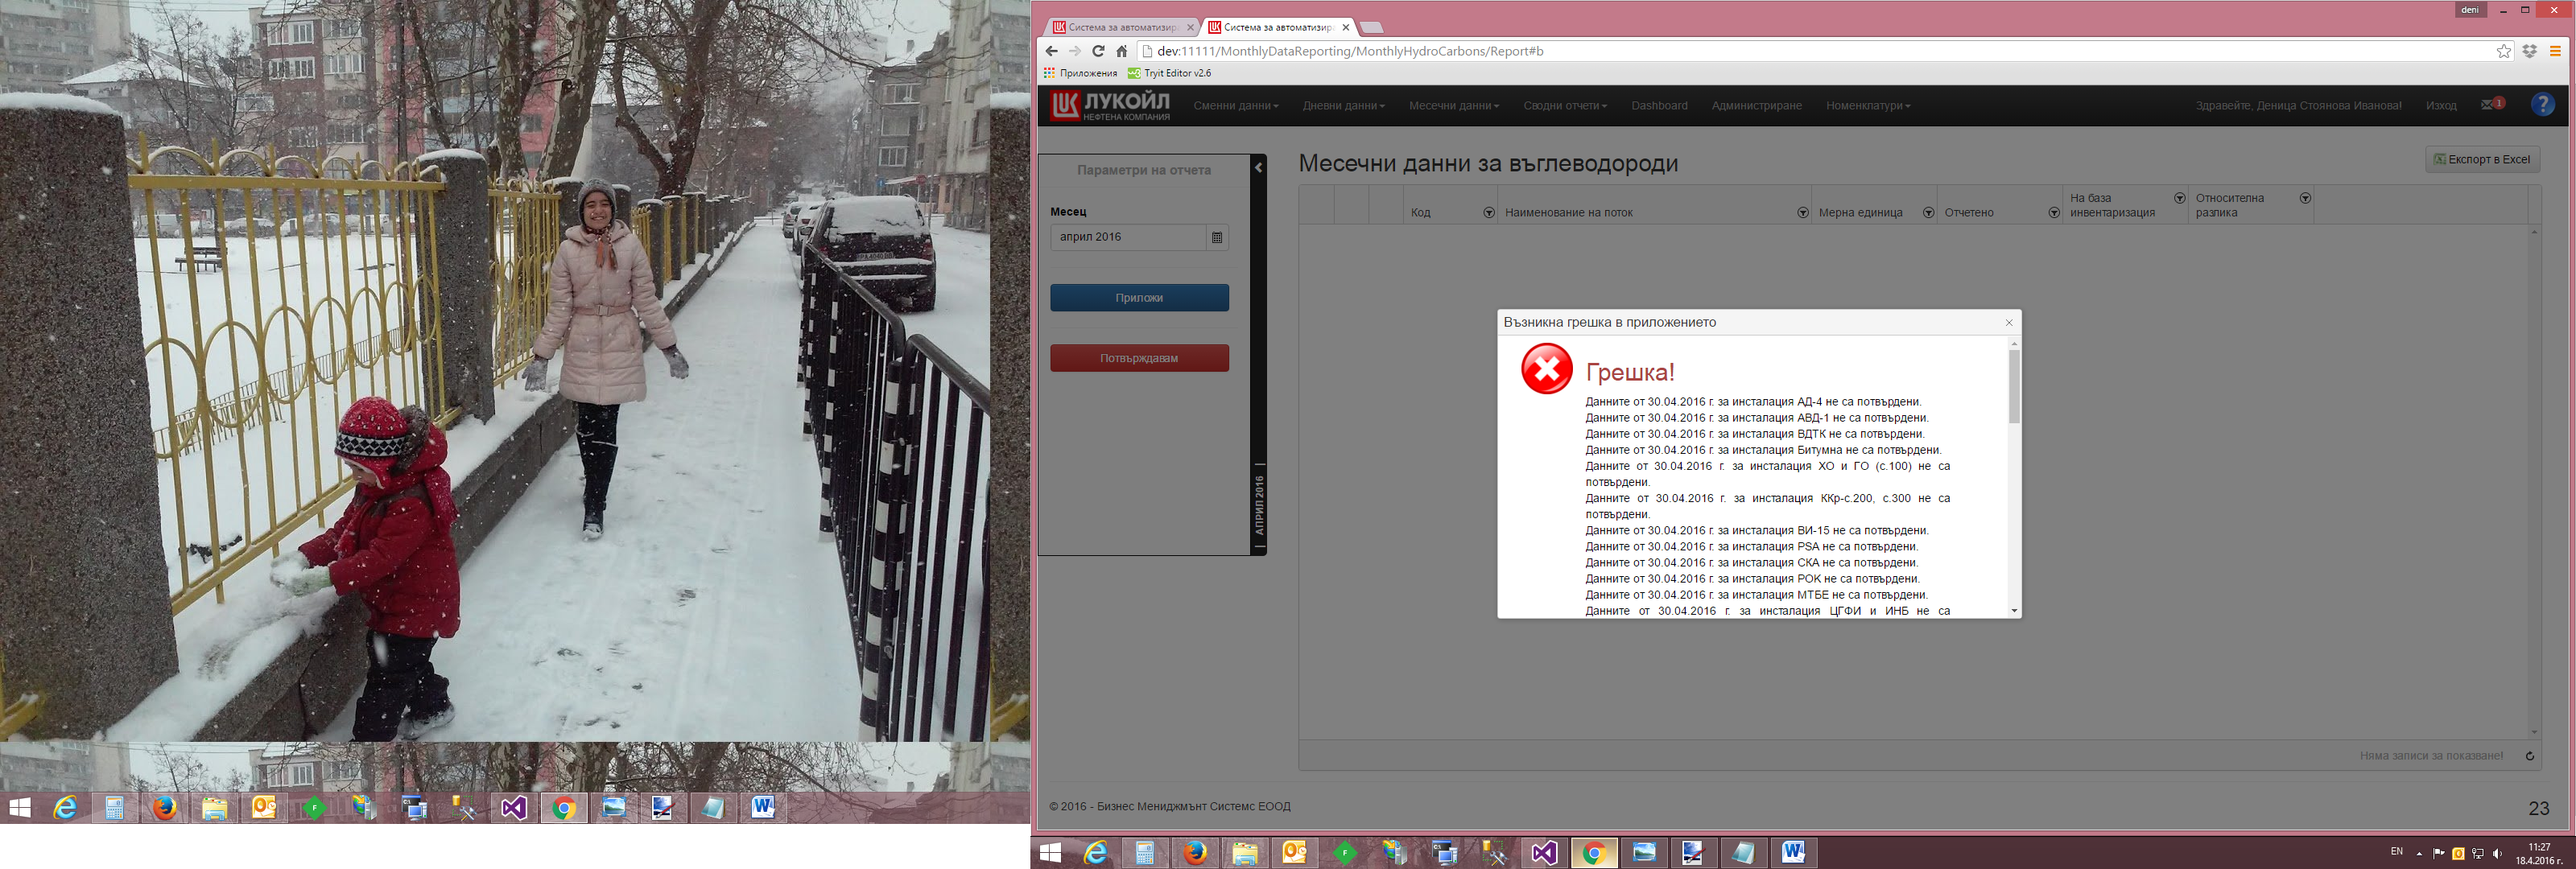 deni
Система за автоматизира
Система за автоматизира
dev:11111/MonthlyDataReporting/MonthlyHydroCarbons/Report#b
Приложения
Tryit Editor v2.6
ЛУКОЙЛ
НЕФТЕНА КОМПАНИЯ
Сменни данни
Дневни данни
Месечни данни
Сводни отчети
Dashboard
Администриране
Номенклатури
Здравейте, Деница Стоянова Иванова!
Изход
1
?
Параметри на отчета
Месец
април 2016
Приложи
Потвърждавам
| АПРИЛ 2016 |
Месечни данни за въглеводороди
Експорт в Excel
Код
Наименование на поток
Мерна единица
Отчетено
На база
инвентаризация
Относителна
разлика
Възникна грешка в приложението
Грешка!
Данните от 30.04.2016 г. за инсталация АД-4 не са потвърдени.
Данните от 30.04.2016 г. за инсталация АВД-1 не са потвърдени.
Данните от 30.04.2016 г. за инсталация ВДТК не са потвърдени.
Данните от 30.04.2016 г. за инсталация Битумна не са потвърдени.
Данните от 30.04.2016 г. за инсталация ХО и ГО (с.100) не са
потвърдени.
Данните от 30.04.2016 г. за инсталация ККр-с.200, с.300 не са
потвърдени.
Данните от 30.04.2016 г. за инсталация ВИ-15 не са потвърдени.
Данните от 30.04.2016 г. за инсталация PSA не са потвърдени.
Данните от 30.04.2016 г. за инсталация СКА не са потвърдени.
Данните от 30.04.2016 г. за инсталация РОК не са потвърдени.
Данните от 30.04.2016 г. за инсталация МТБЕ не са потвърдени.
Данните от 30.04.2016 г. за инсталация ЦГФИ и ИНБ не са
Няма записи за показване!
© 2016 - Бизнес Мениджмънт Системс ЕООД
23
EN
11:27
18.4.2016 г.